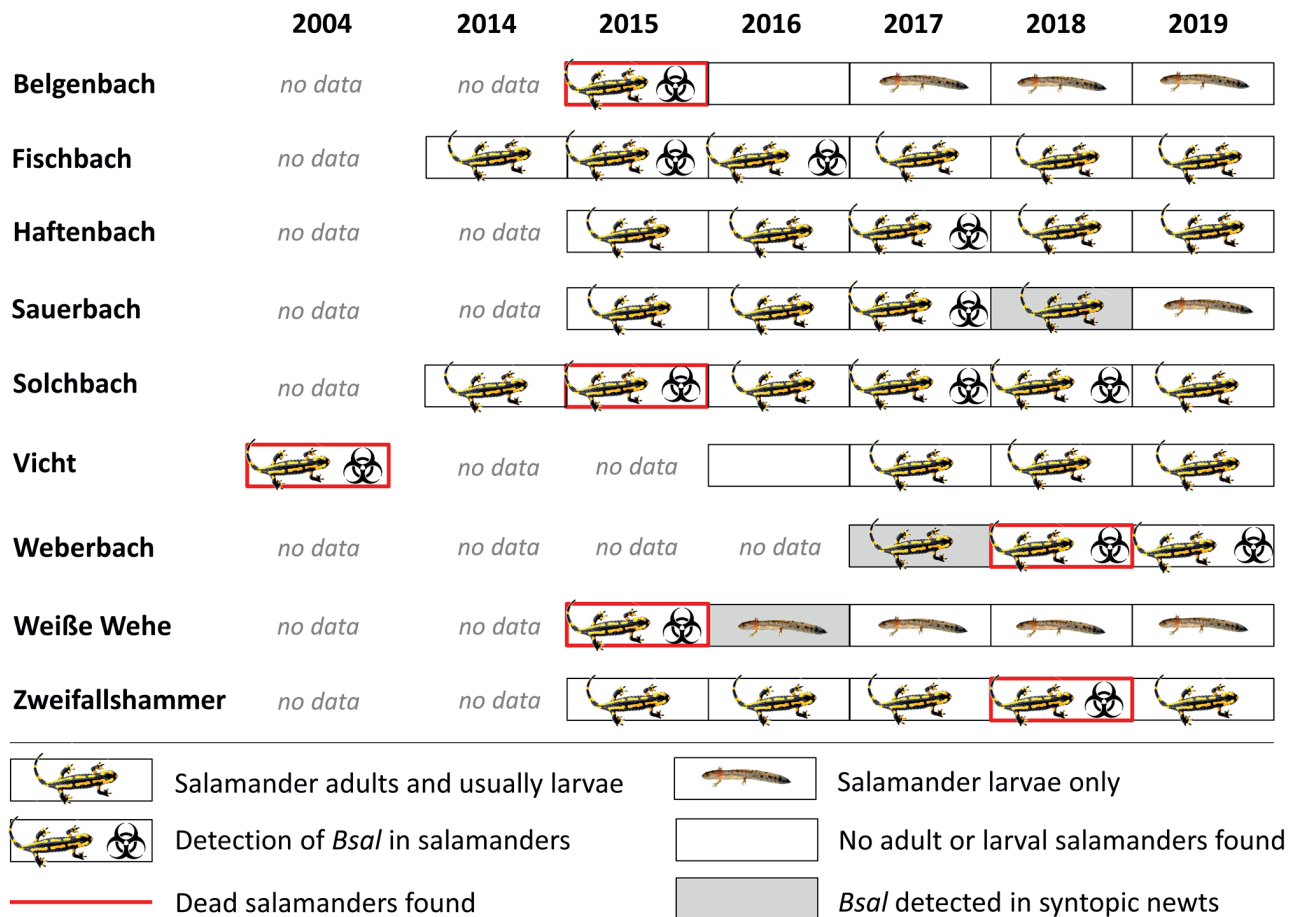 2004 2014 2015 2016 2017 2018 2019
Belgenbach no data no data
Fischbach no data
Haftenbach no data no data
Sauerbach no data no data
Solchbach no data
Vicht no data no data
Weberbach no data no data no data no data
Weiße Wehe no data no data
Zweifallshammer no data no data
Salamander adults and usually larvae Salamander larvae only
Detection of Bsal in salamanders No adult or larval salamanders found
Dead salamanders found Bsal detected in syntopic newts